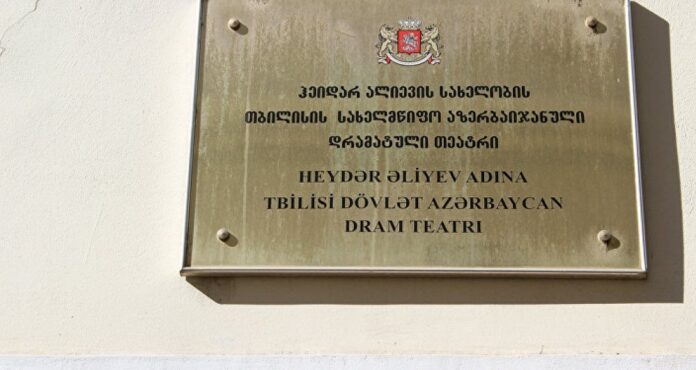 ჰეიდარ ალიევის სახელობის
თბილისის სახელმწიფო აზერბაიჯანული
დრამატული თეატრი
HEYDƏR ƏLİYEV ADINA
TBİLİSİ DÖVLƏT AZƏRBAYCAN
DRAM TEATRI